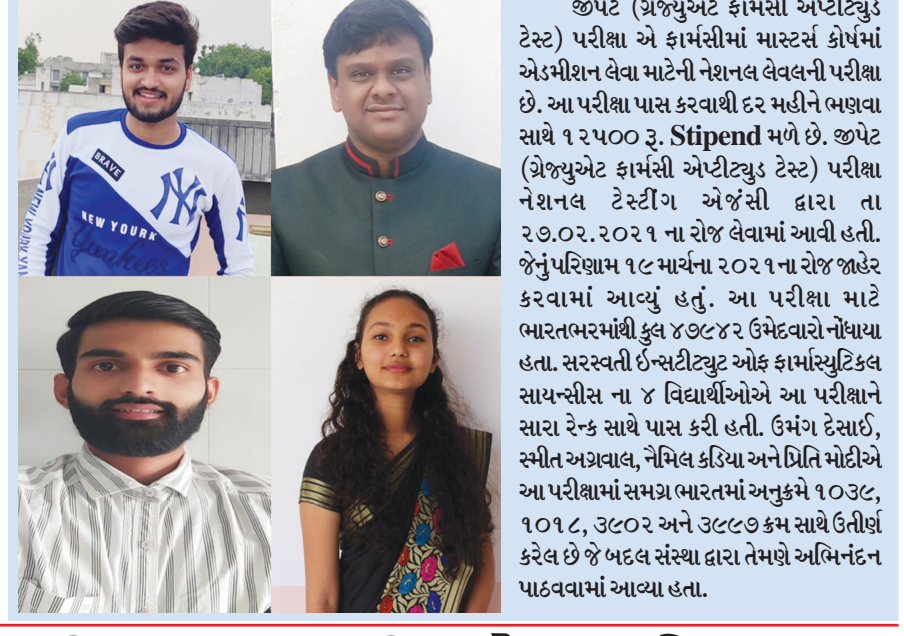 જીપેટ (ગ્રેજ્યુએટ ફાર્મસી એપ્ટીટ્યુડ
ટેસ્ટ) પરીક્ષા એ ફાર્મસીમાં માસ્ટર્સ કોર્ષમાં
એડમીશન લેવા માટેની નેશનલ લેવલની પરીક્ષા
છે. આ પરીક્ષા પાસ કરવાથી દર મહીને ભણવા
સાથે ૧૨૫૦૦ રૂ. Stipend મળે છે. જીપેટ
(ગ્રેજ્યુએટ ફાર્મસી એપ્ટીટ્યુડ ટેસ્ટ) પરીક્ષા
નેશનલ ટેસ્ટીંગ એજંસી દ્વારા તા
૨૭.૦૨.૨૦૨૧ ના રોજ લેવામાં આવી હતી.
જેનું પરિણામ ૧૯ માર્ચના ૨૦૨૧ના રોજ જાહેર
કરવામાં આવ્યું હતું. આ પરીક્ષા માટે
ભારતભરમાંથી કુલ ૪૭૯૪૨ ઉમેદવારો નોંધાયા
હતા. સરસ્વતી ઈન્સટીટ્યુટ ઓફ ફાર્માસ્યુટિકલ
સાયન્સીસ ના ૪ વિદ્યાર્થીઓએ આ પરીક્ષાને
સારા રેન્ક સાથે પાસ કરી હતી. ઉમંગ દેસાઈ,
સ્મીત અગ્રવાલ, નૈમિલ કડિયા અને પ્રિતિ મોદીએ
આ પરીક્ષામાં સમગ્ર ભારતમાં અનુક્રમે ૧૦૩૯,
૧૦૧૮, ૩૯૦૨ અને ૩૯૯૭ ક્રમ સાથે ઉતીર્ણ
કરેલ છે જે બદલ સંસ્થા દ્વારા તેમણે અભિનંદન
પાઠવવામાં આવ્યા હતા.
BRAVE
NY
NEW YOURK
Yankees